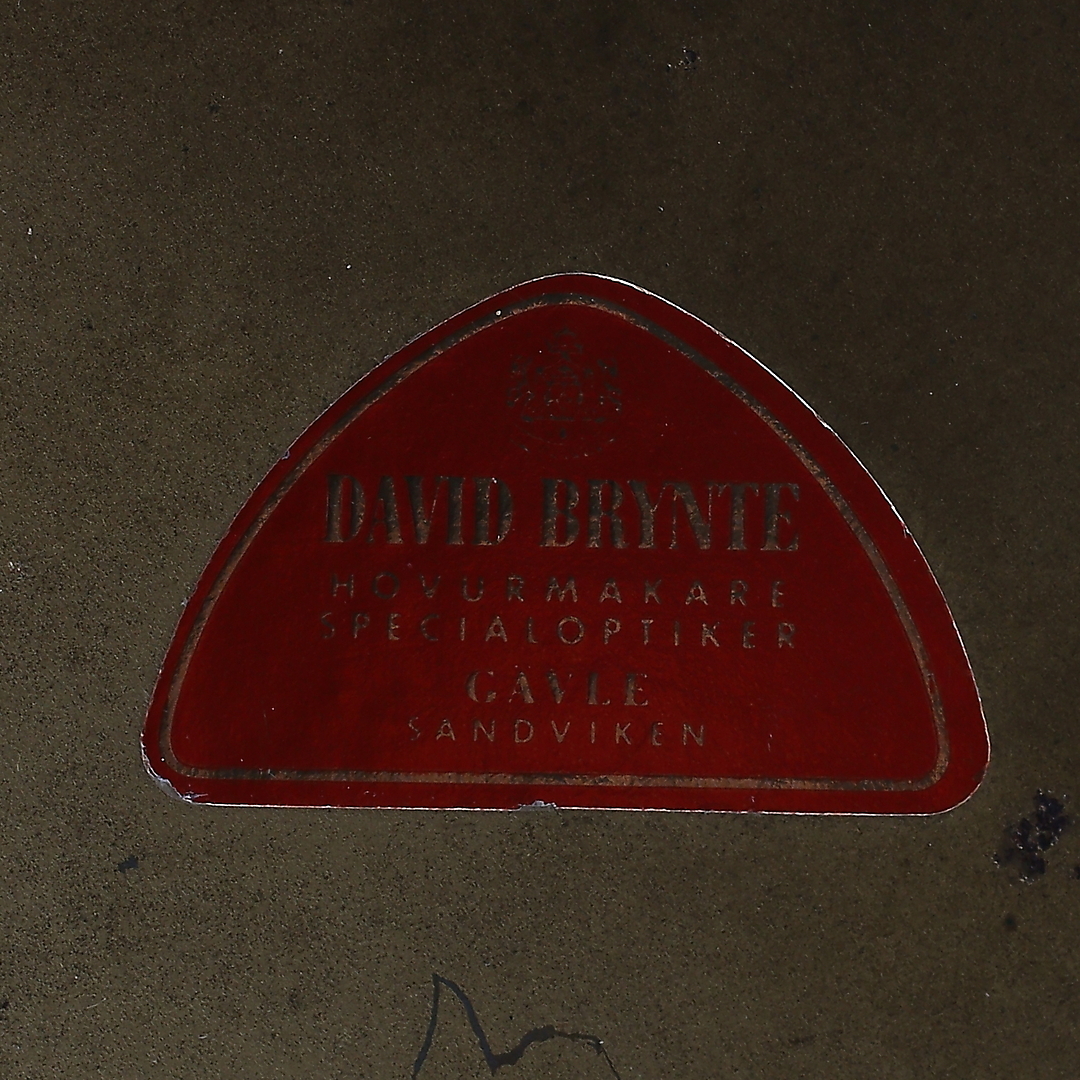 DAVID BRYNTE
HOVURMAKARE
SPECIALOPTIKER
GÄVLE
SANDVIKEN